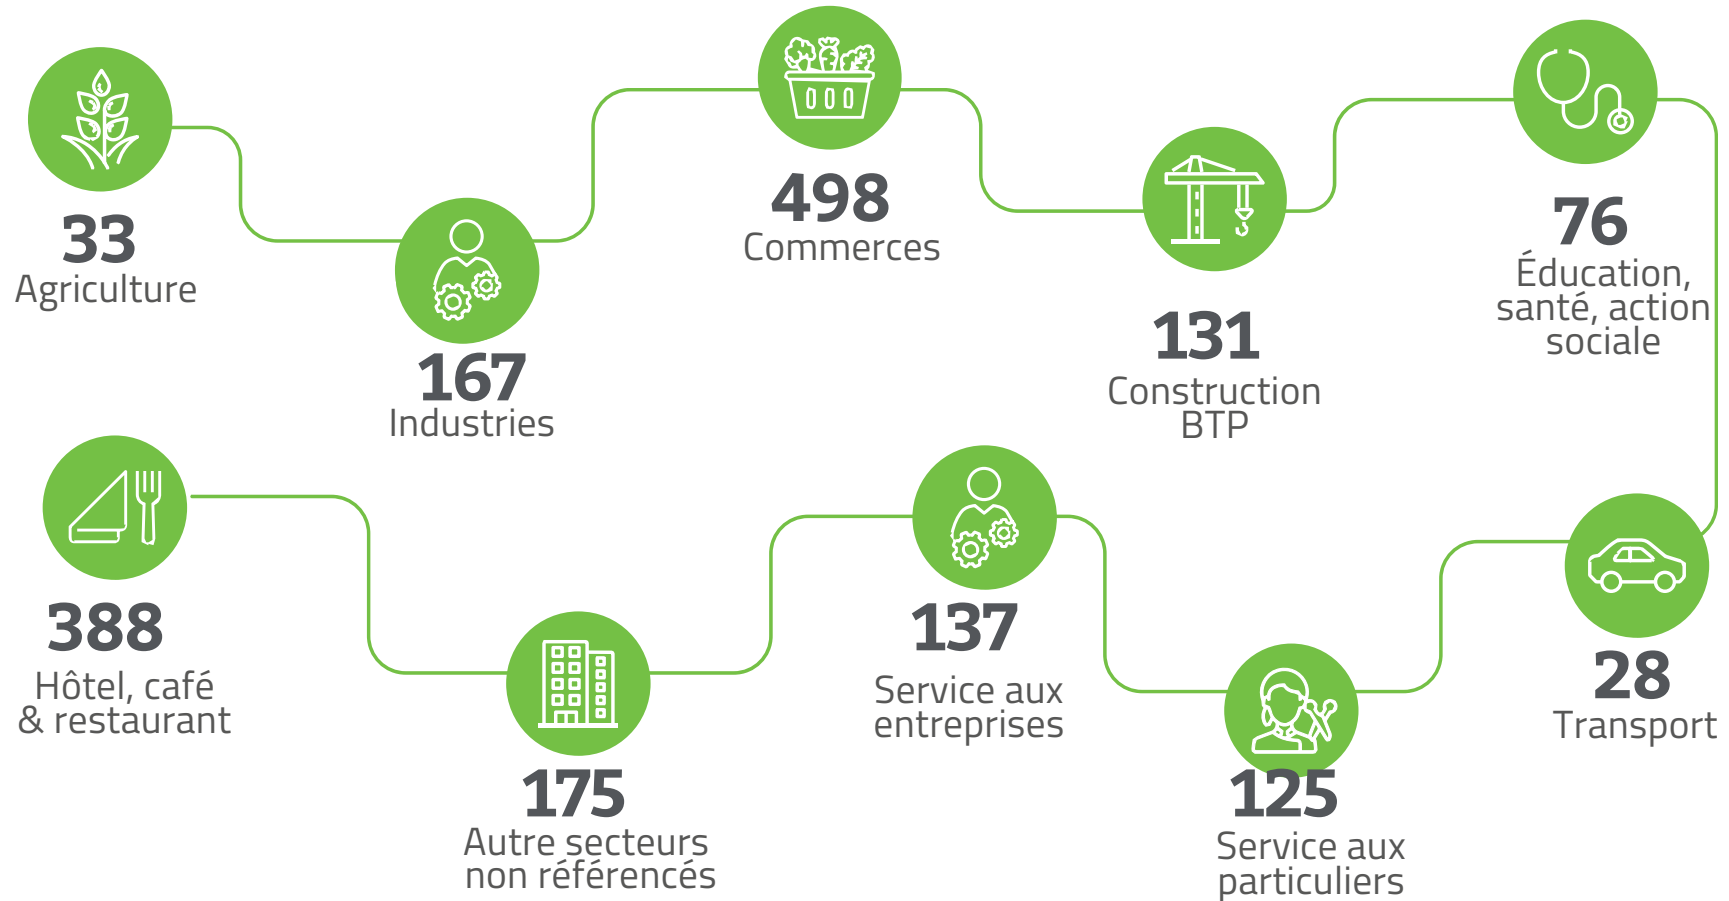 33
Agriculture
167
Industries
498
Commerces
131
Construction
BTP
76
Éducation,
santé, action
sociale
28
Transport
125
Service aux
particuliers
137
Service aux
entreprises
175
Autre secteurs
non référencés
388
Hôtel, café
& restaurant